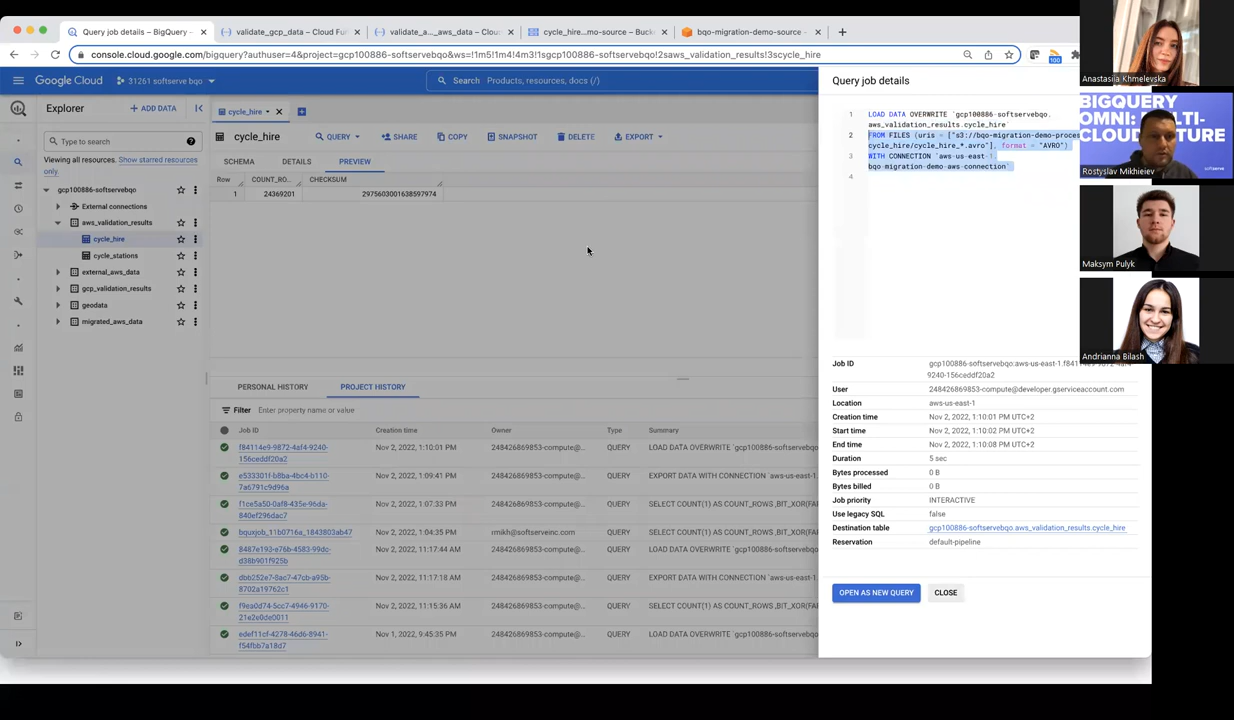 Query job details – BigQuery –
validate_gcp_data – Cloud Fu
validate_a..._aws_data – Cloud
cycle_hire...mo-source – Bucke
bqo-migration-demo-source –
console.cloud.google.com/bigquery?authuser=4&project=gcp100886-softservebqo&ws=!1m5!1m4!4m3!1sgcp100886-softservebqo!2saws_validation_results!3scycle_hire
100
Google Cloud
31261 softserve bqo
Search Products, resources, docs (/)
Explorer
+ ADD DATA
Type to search
Viewing all resources. Show starred resources only.
gcp100886-softservebqo
External connections
aws_validation_results
cycle_hire
cycle_stations
external_aws_data
gcp_validation_results
geodata
migrated_aws_data
cycle_hire
cycle_hire
QUERY
SHARE
COPY
SNAPSHOT
DELETE
EXPORT
SCHEMA DETAILS PREVIEW
Row COUNT_RO... CHECKSUM
1 24369201 2975603001638597974
PERSONAL HISTORY PROJECT HISTORY
Filter Enter property name or value
Job ID Creation time Owner Type Summary
f84114e9-9872-4af4-9240-156ceddf20a2 Nov 2, 2022, 1:10:01 PM 248426869853-compute@... QUERY LOAD DATA OVERWRITE `gcp100886
e533301f-b8ba-4bc4-b110-7a6791c9d96a Nov 2, 2022, 1:09:41 PM 248426869853-compute@... QUERY EXPORT DATA WITH CONNECTION `aws-us-east-1.
f1ce5a50-0af8-435e-96da-840ef296dac7 Nov 2, 2022, 1:07:33 PM 248426869853-compute@... QUERY SELECT COUNT(1) AS COUNT_ROWS ,BIT_XOR(FAR
bquxjob_11b0716a_1843803ab47 Nov 2, 2022, 1:04:35 PM rmikh@softserveinc.com QUERY SELECT COUNT(1) AS COUNT_ROWS, BIT_XOR(FAR
8487e193-e76b-4583-99dc-d38b901f925b Nov 2, 2022, 11:17:44 AM 248426869853-compute@... QUERY LOAD DATA OVERWRITE `gcp100886
dbb252e7-8ac7-47cb-a95b-8702a19762c1 Nov 2, 2022, 11:17:18 AM 248426869853-compute@... QUERY EXPORT DATA WITH CONNECTION `aws-us-east-1.
f9ea0d74-5cc7-4946-9170-21e2e0de0011 Nov 2, 2022, 11:15:36 AM 248426869853-compute@... QUERY SELECT COUNT(1) AS COUNT_ROWS ,BIT_XOR(FAR
edef11cf-4278-46d6-8941-f54fbb7a18d7 Nov 1, 2022, 9:45:35 PM 248426869853-compute@... QUERY LOAD DATA OVERWRITE `gcp100886
Query job details
1 LOAD DATA OVERWRITE `gcp100886-softservebqo.
aws_validation_results.cycle_hire`
2 FROM FILES (uris = ["s3://bqo-migration-demo-proces
cycle_hire/cycle_hire_*.avro"], format = "AVRO")
3 WITH CONNECTION `aws-us-east-1.
bqo-migration-demo-aws-connection`
4
Job ID gcp100886-softservebqo:aws-us-east-1.f84114e9-9872-4af4-
9240-156ceddf20a2
User 248426869853-compute@developer.gserviceaccount.com
Location aws-us-east-1
Creation time Nov 2, 2022, 1:10:01 PM UTC+2
Start time Nov 2, 2022, 1:10:02 PM UTC+2
End time Nov 2, 2022, 1:10:08 PM UTC+2
Duration 5 sec
Bytes processed 0 B
Bytes billed 0 B
Job priority INTERACTIVE
Use legacy SQL false
Destination table gcp100886-softservebqo.aws_validation_results.cycle_hire
Reservation default-pipeline
OPEN AS NEW QUERY
CLOSE
Anastasiia Khmelevska
BIGQUERY
OMNI: MULTI-
CLOUD
softserve
Rostyslav Mikhieiev
Maksym Pulyk
Andrianna Bilash